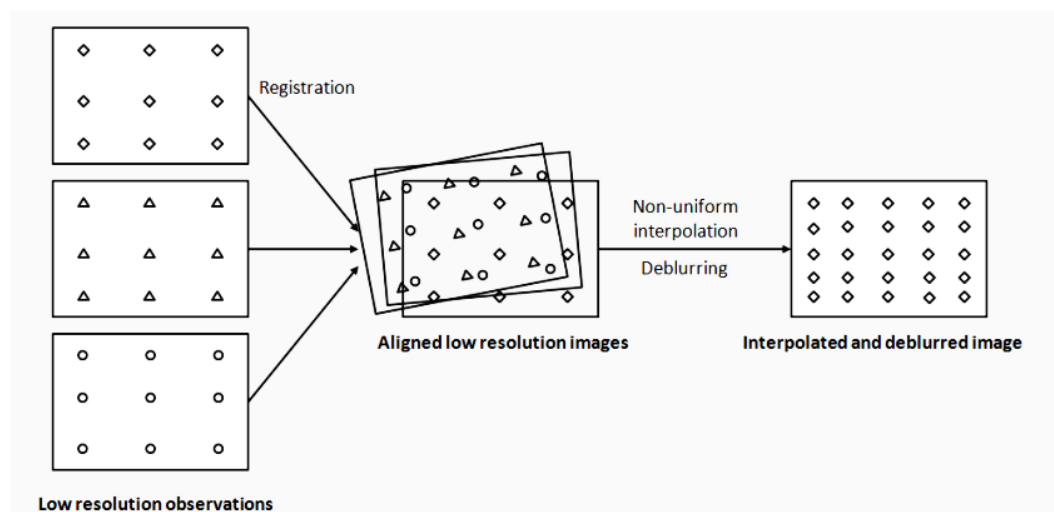 Registration
Non-uniform
interpolation
Deblurring
Aligned low resolution images
Interpolated and deblurred image
Low resolution observations